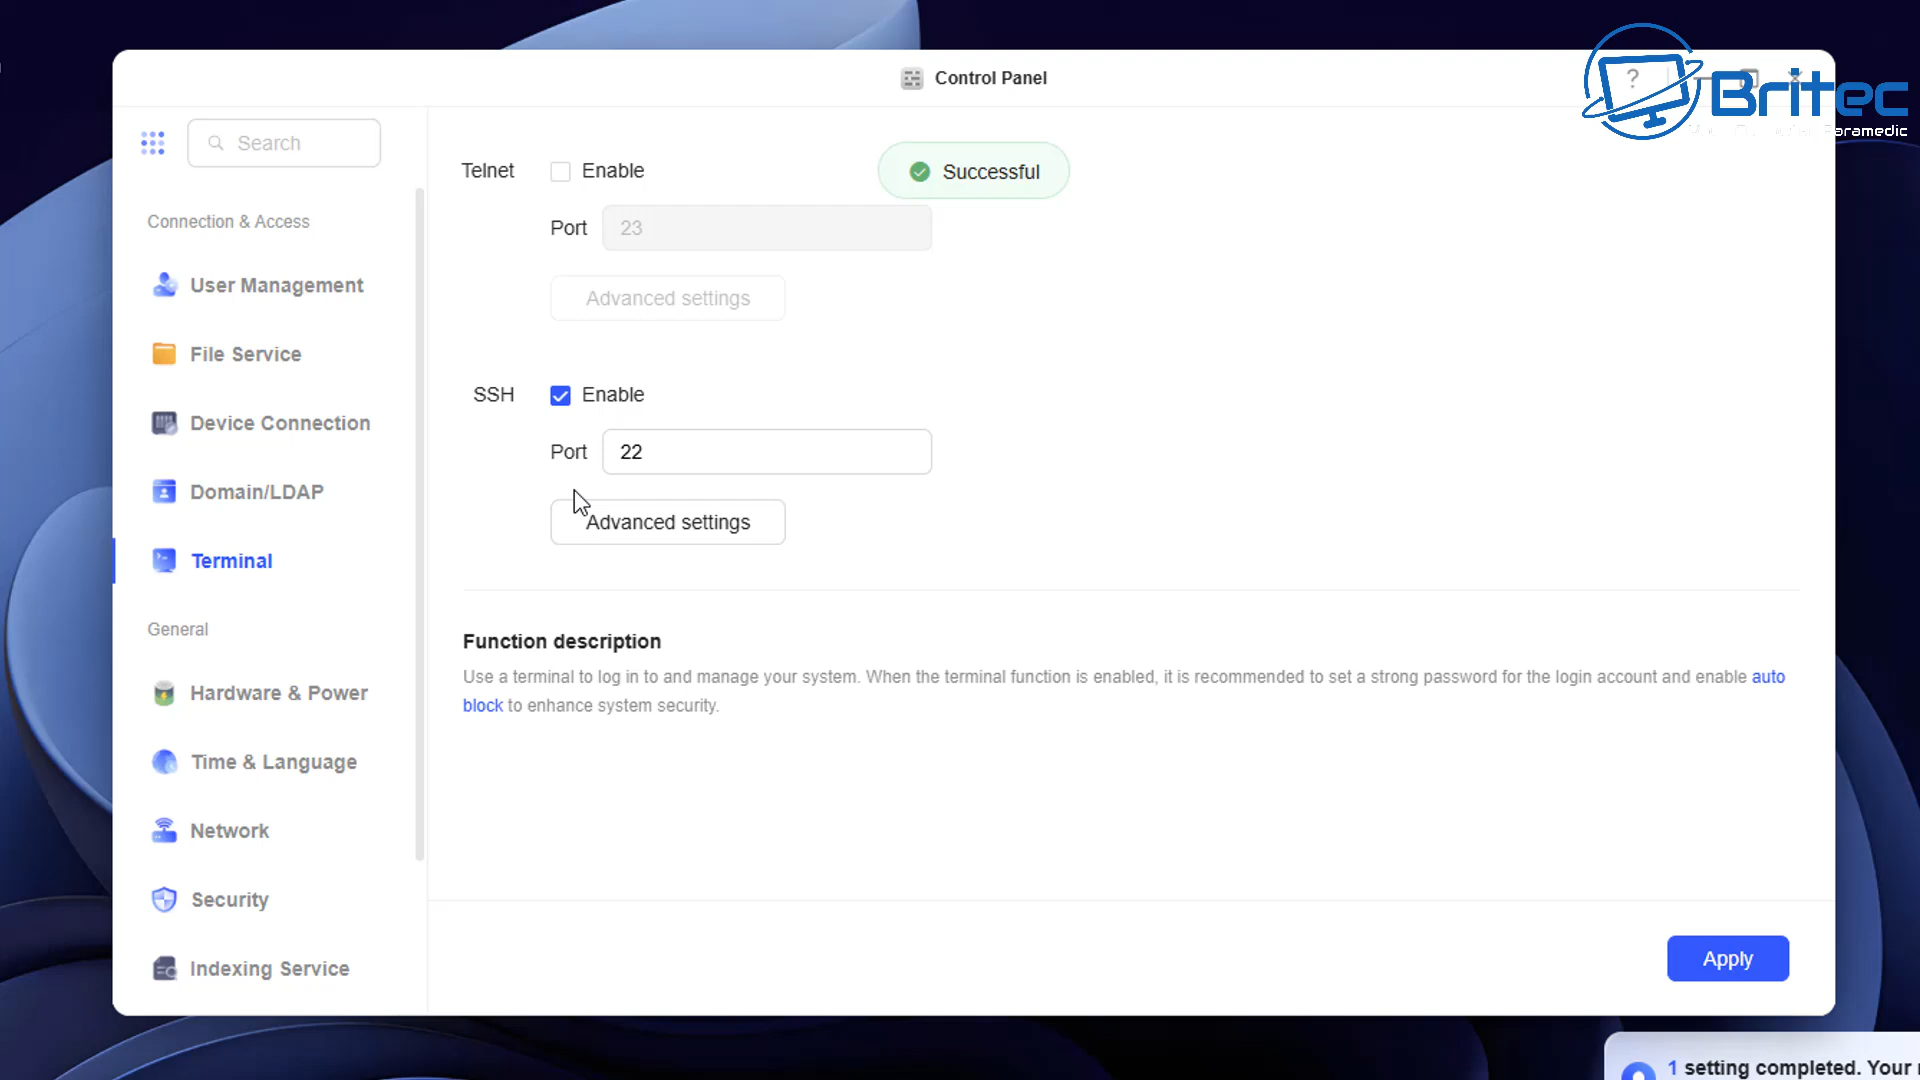 Control Panel
?
Britec
Paramedic
Search
Connection & Access
User Management
File Service
Device Connection
Domain/LDAP
Terminal
General
Hardware & Power
Time & Language
Network
Security
Indexing Service
Telnet
Enable
Successful
Port 23
Advanced settings
SSH
Enable
Port 22
Advanced settings
Function description
Use a terminal to log in to and manage your system. When the terminal function is enabled, it is recommended to set a strong password for the login account and enable auto
block to enhance system security.
Apply
1 setting completed. Your